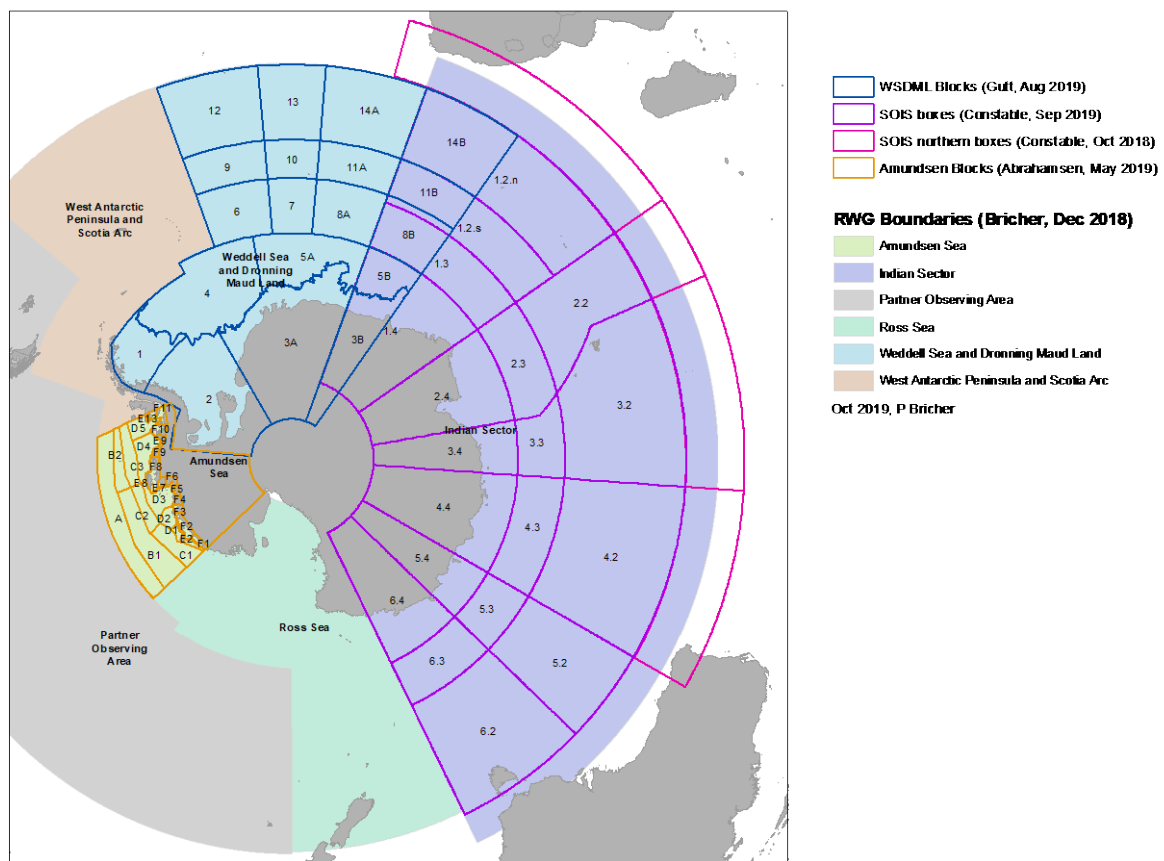 12
13
14A
14B
9
10
11A
11B
1.2.n
6
7
8A
8B
1.2.s
West Antarctic
Peninsula and
Scotia Arc
Weddell Sea
and Dronning
Maud Land
5A
5B
1.3
4
1.4
2.2
1
2
3A
3B
2.3
2.4
3.2
Indian Sector
3.3
3.4
F11
E13
D5
F10
E9
D4
F9
B2
C3
F8
Amundsen
Sea
F6
E8
E7
F5
D3
F4
A
C2
F3
D2
F2
D1
E2
F1
B1
C1
4.4
4.3
4.2
5.4
5.3
5.2
6.4
6.3
6.2
Ross Sea
Partner
Observing
Area
WSDML Blocks (Gutt, Aug 2019)
SOIS boxes (Constable, Sep 2019)
SOIS northern boxes (Constable, Oct 2018)
Amundsen Blocks (Abrahamsen, May 2019)
RWG Boundaries (Bricher, Dec 2018)
Amundsen Sea
Indian Sector
Partner Observing Area
Ross Sea
Weddell Sea and Dronning Maud Land
West Antarctic Peninsula and Scotia Arc
Oct 2019, P Bricher